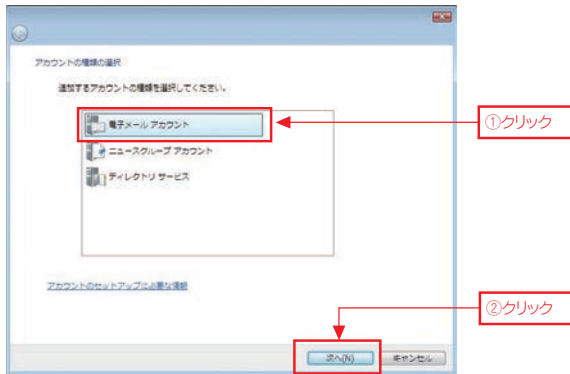 アカウントの種類の選択
追加するアカウントの種類を選択してください。
電子メール アカウント
①クリック
ニュースグループ アカウント
ディレクトリ サービス
アカウントのセットアップに必要な情報
②クリック
次へ(N)
キャンセル